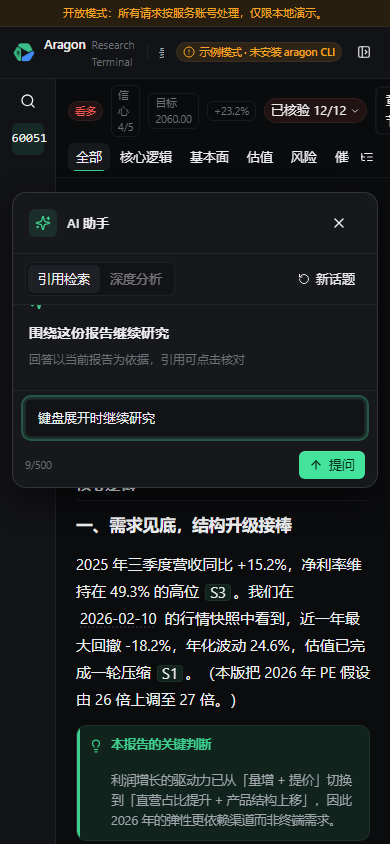 开放模式：所有请求按服务账号处理，仅限本地演示。
Aragon Research Terminal
示例模式 · 未安装 aragon CLI
看多
信心 4/5
目标 2060.00
+23.2%
已核验 12/12
60051
全部 核心逻辑 基本面 估值 风险 催
AI 助手
引用检索 深度分析
新话题
围绕这份报告继续研究
回答以当前报告为依据，引用可点击核对
键盘展开时继续研究
9/500
提问
一、需求见底，结构升级接棒
2025 年三季度营收同比 +15.2%，净利率维
持在 49.3% 的高位 S3 。我们在
2026-02-10 的行情快照中看到，近一年最
大回撤 -18.2%，年化波动 24.6%，估值已完
成一轮压缩 S1 。（本版把 2026 年 PE 假设
由 26 倍上调至 27 倍。）
本报告的关键判断
利润增长的驱动力已从「量增 + 提价」切换
到「直营占比提升 + 产品结构上移」，因此
2026 年的弹性更依赖渠道而非终端需求。